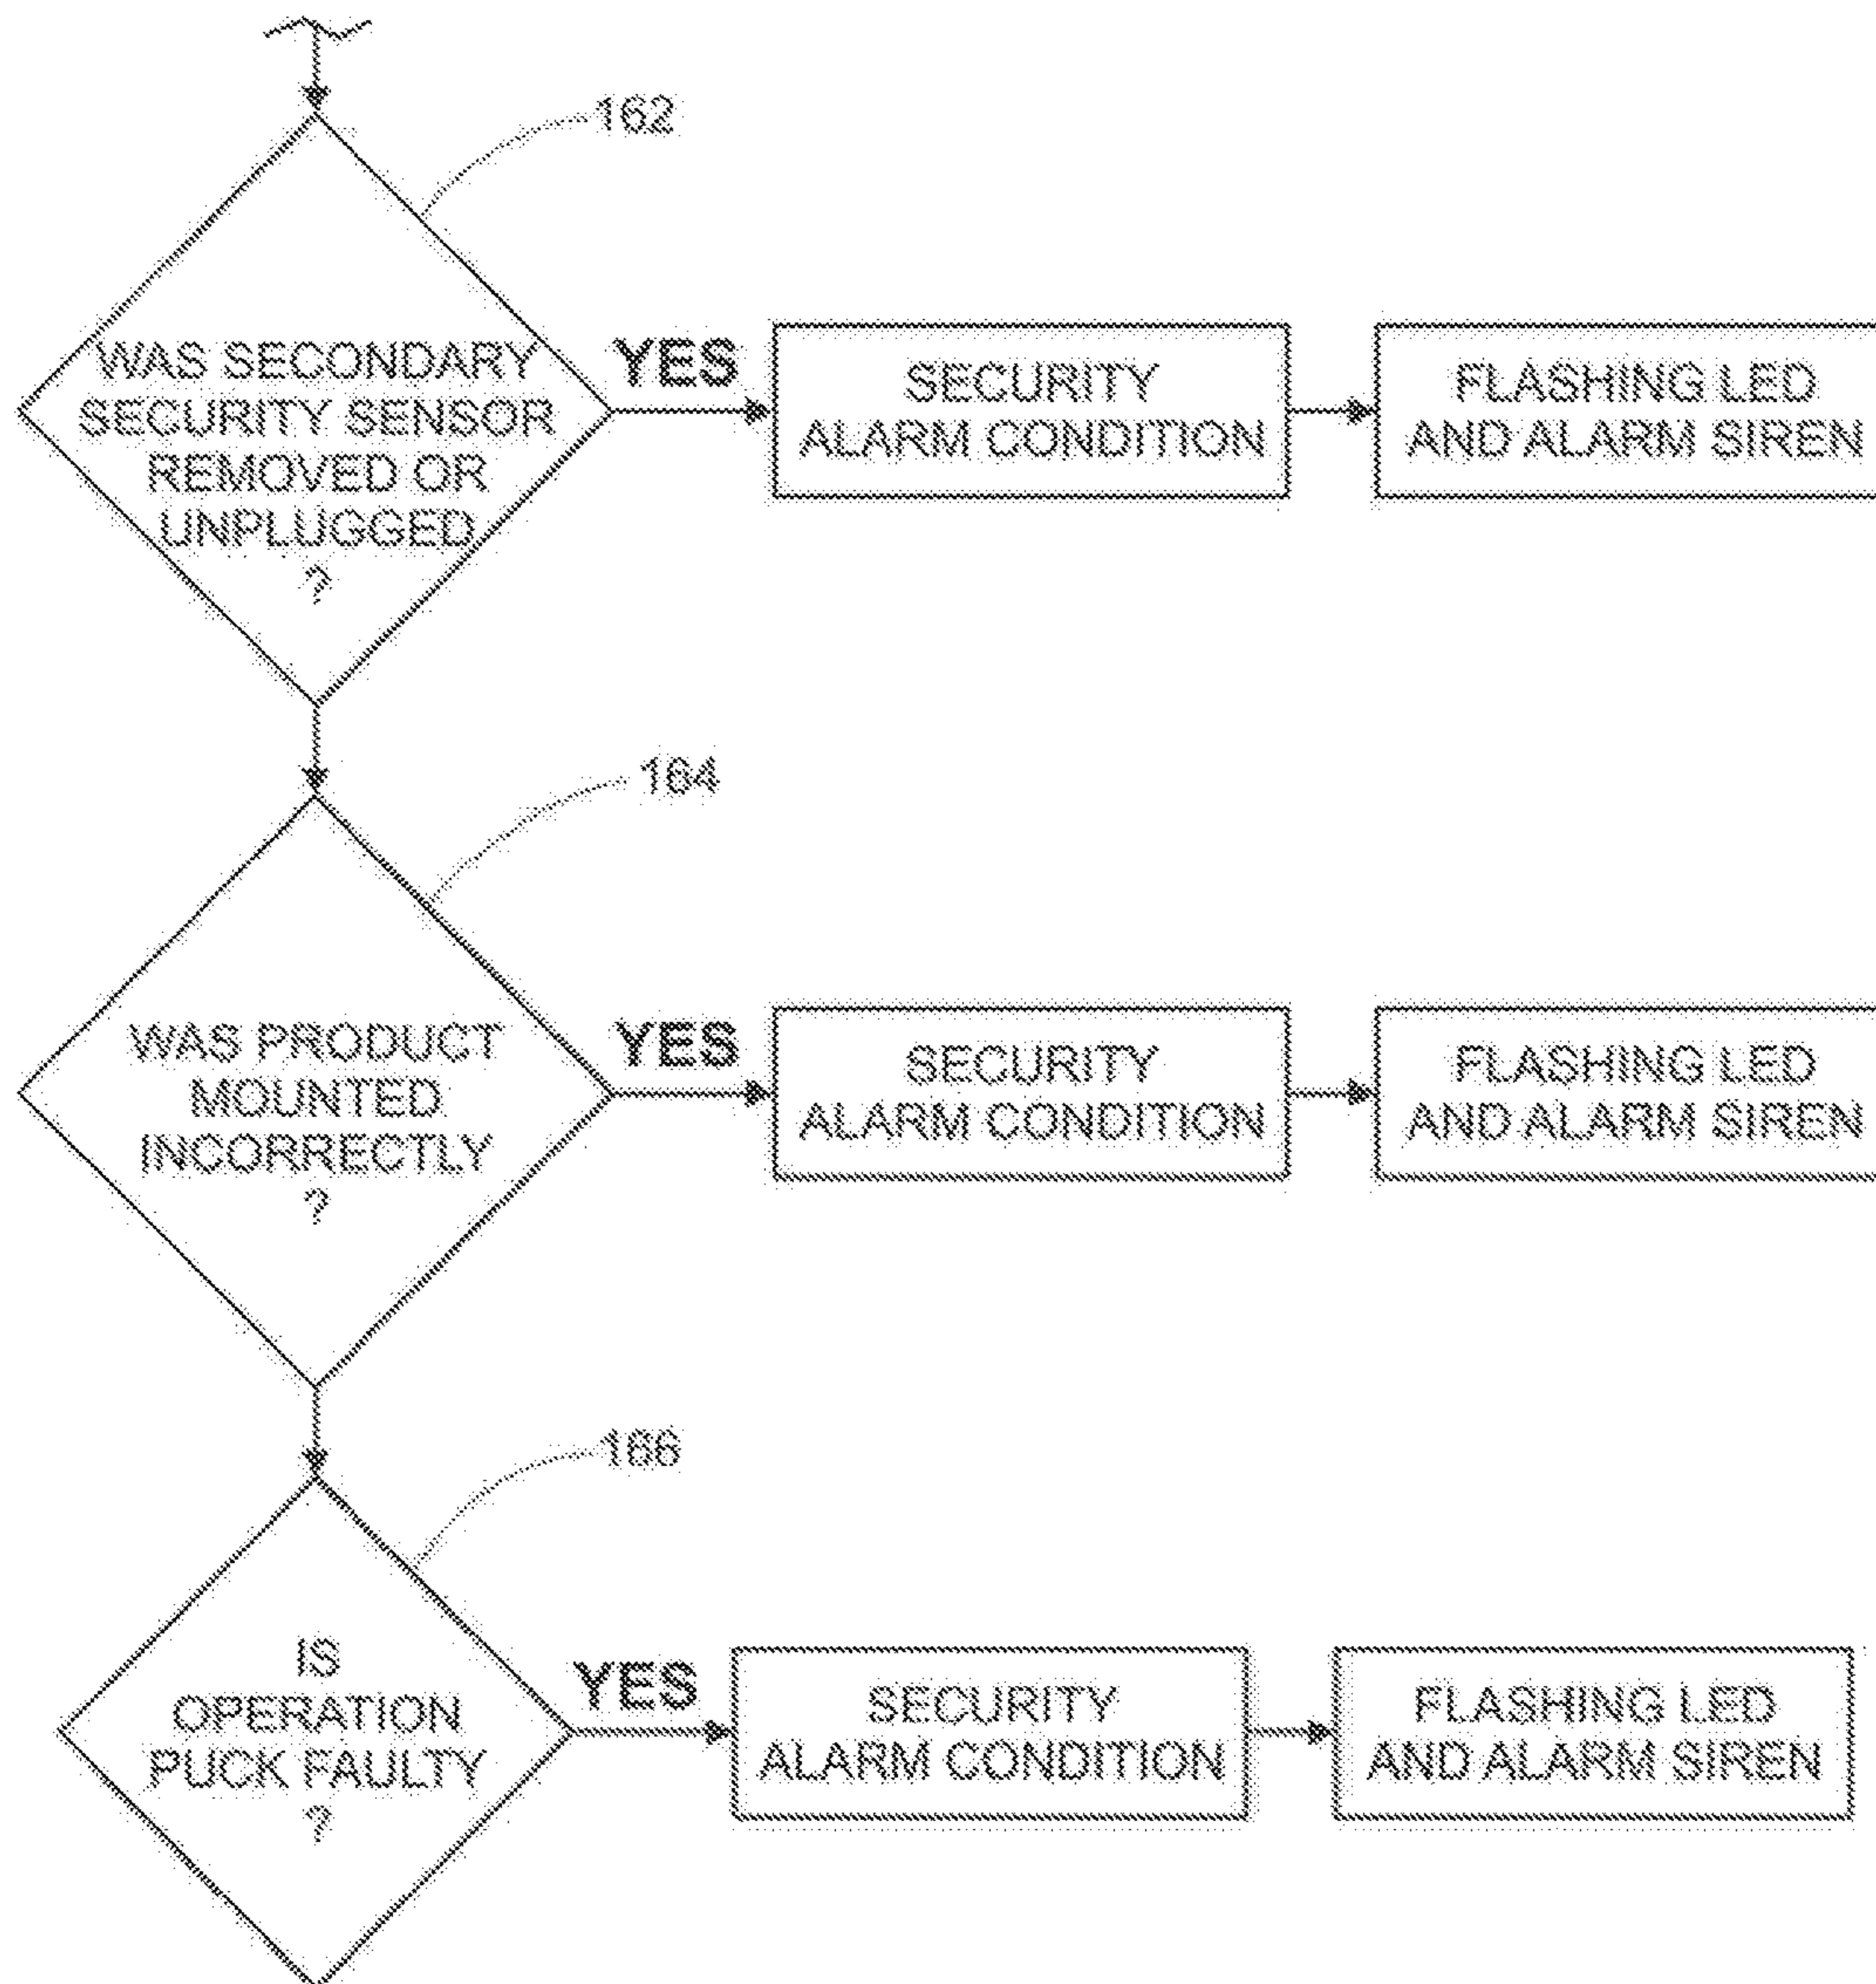 162
WAS SECONDARY
SECURITY SENSOR
REMOVED OR
UNPLUGGED
?
YES
SECURITY
ALARM CONDITION
FLASHING LED
AND ALARM SIREN
164
WAS PRODUCT
MOUNTED
INCORRECTLY
?
YES
SECURITY
ALARM CONDITION
FLASHING LED
AND ALARM SIREN
166
IS
OPERATION
PUCK FAULTY
?
YES
SECURITY
ALARM CONDITION
FLASHING LED
AND ALARM SIREN